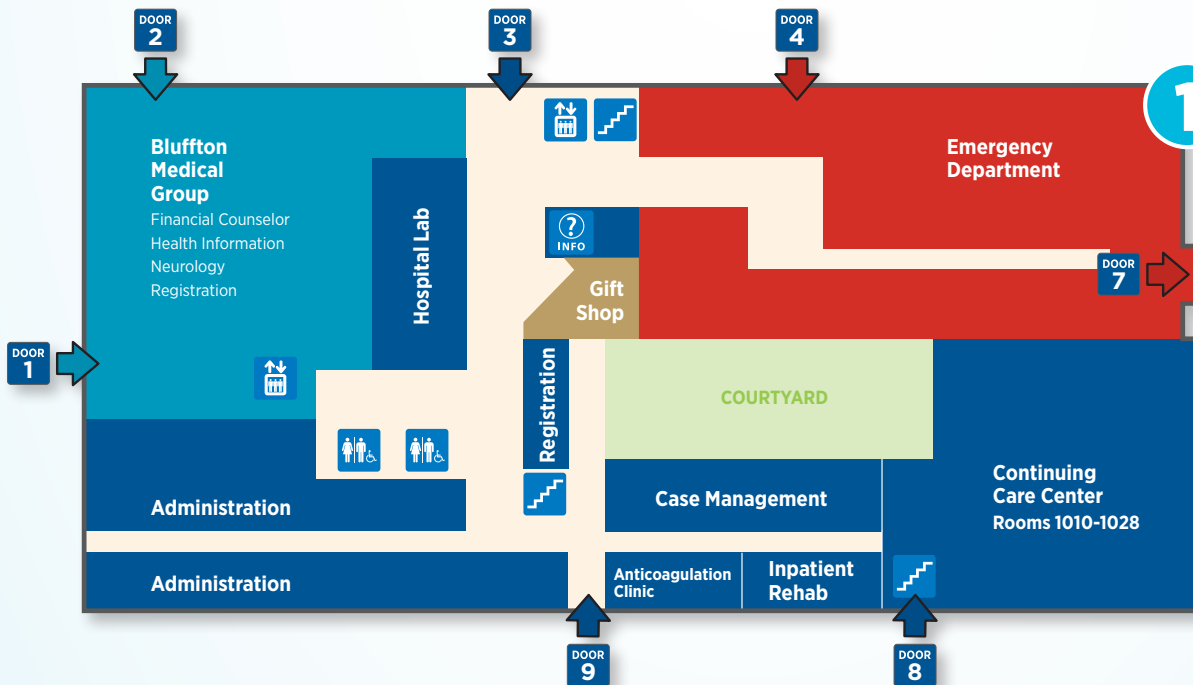 DOOR
2
DOOR
3
DOOR
4
1
Bluffton
Medical
Group
Financial Counselor
Health Information
Neurology
Registration
Hospital Lab
?
INFO
Gift
Shop
Emergency
Department
DOOR
7
DOOR
1
Registration
COURTYARD
Administration
Case Management
Continuing
Care Center
Rooms 1010-1028
Administration
Anticoagulation
Clinic
Inpatient
Rehab
DOOR
9
DOOR
8